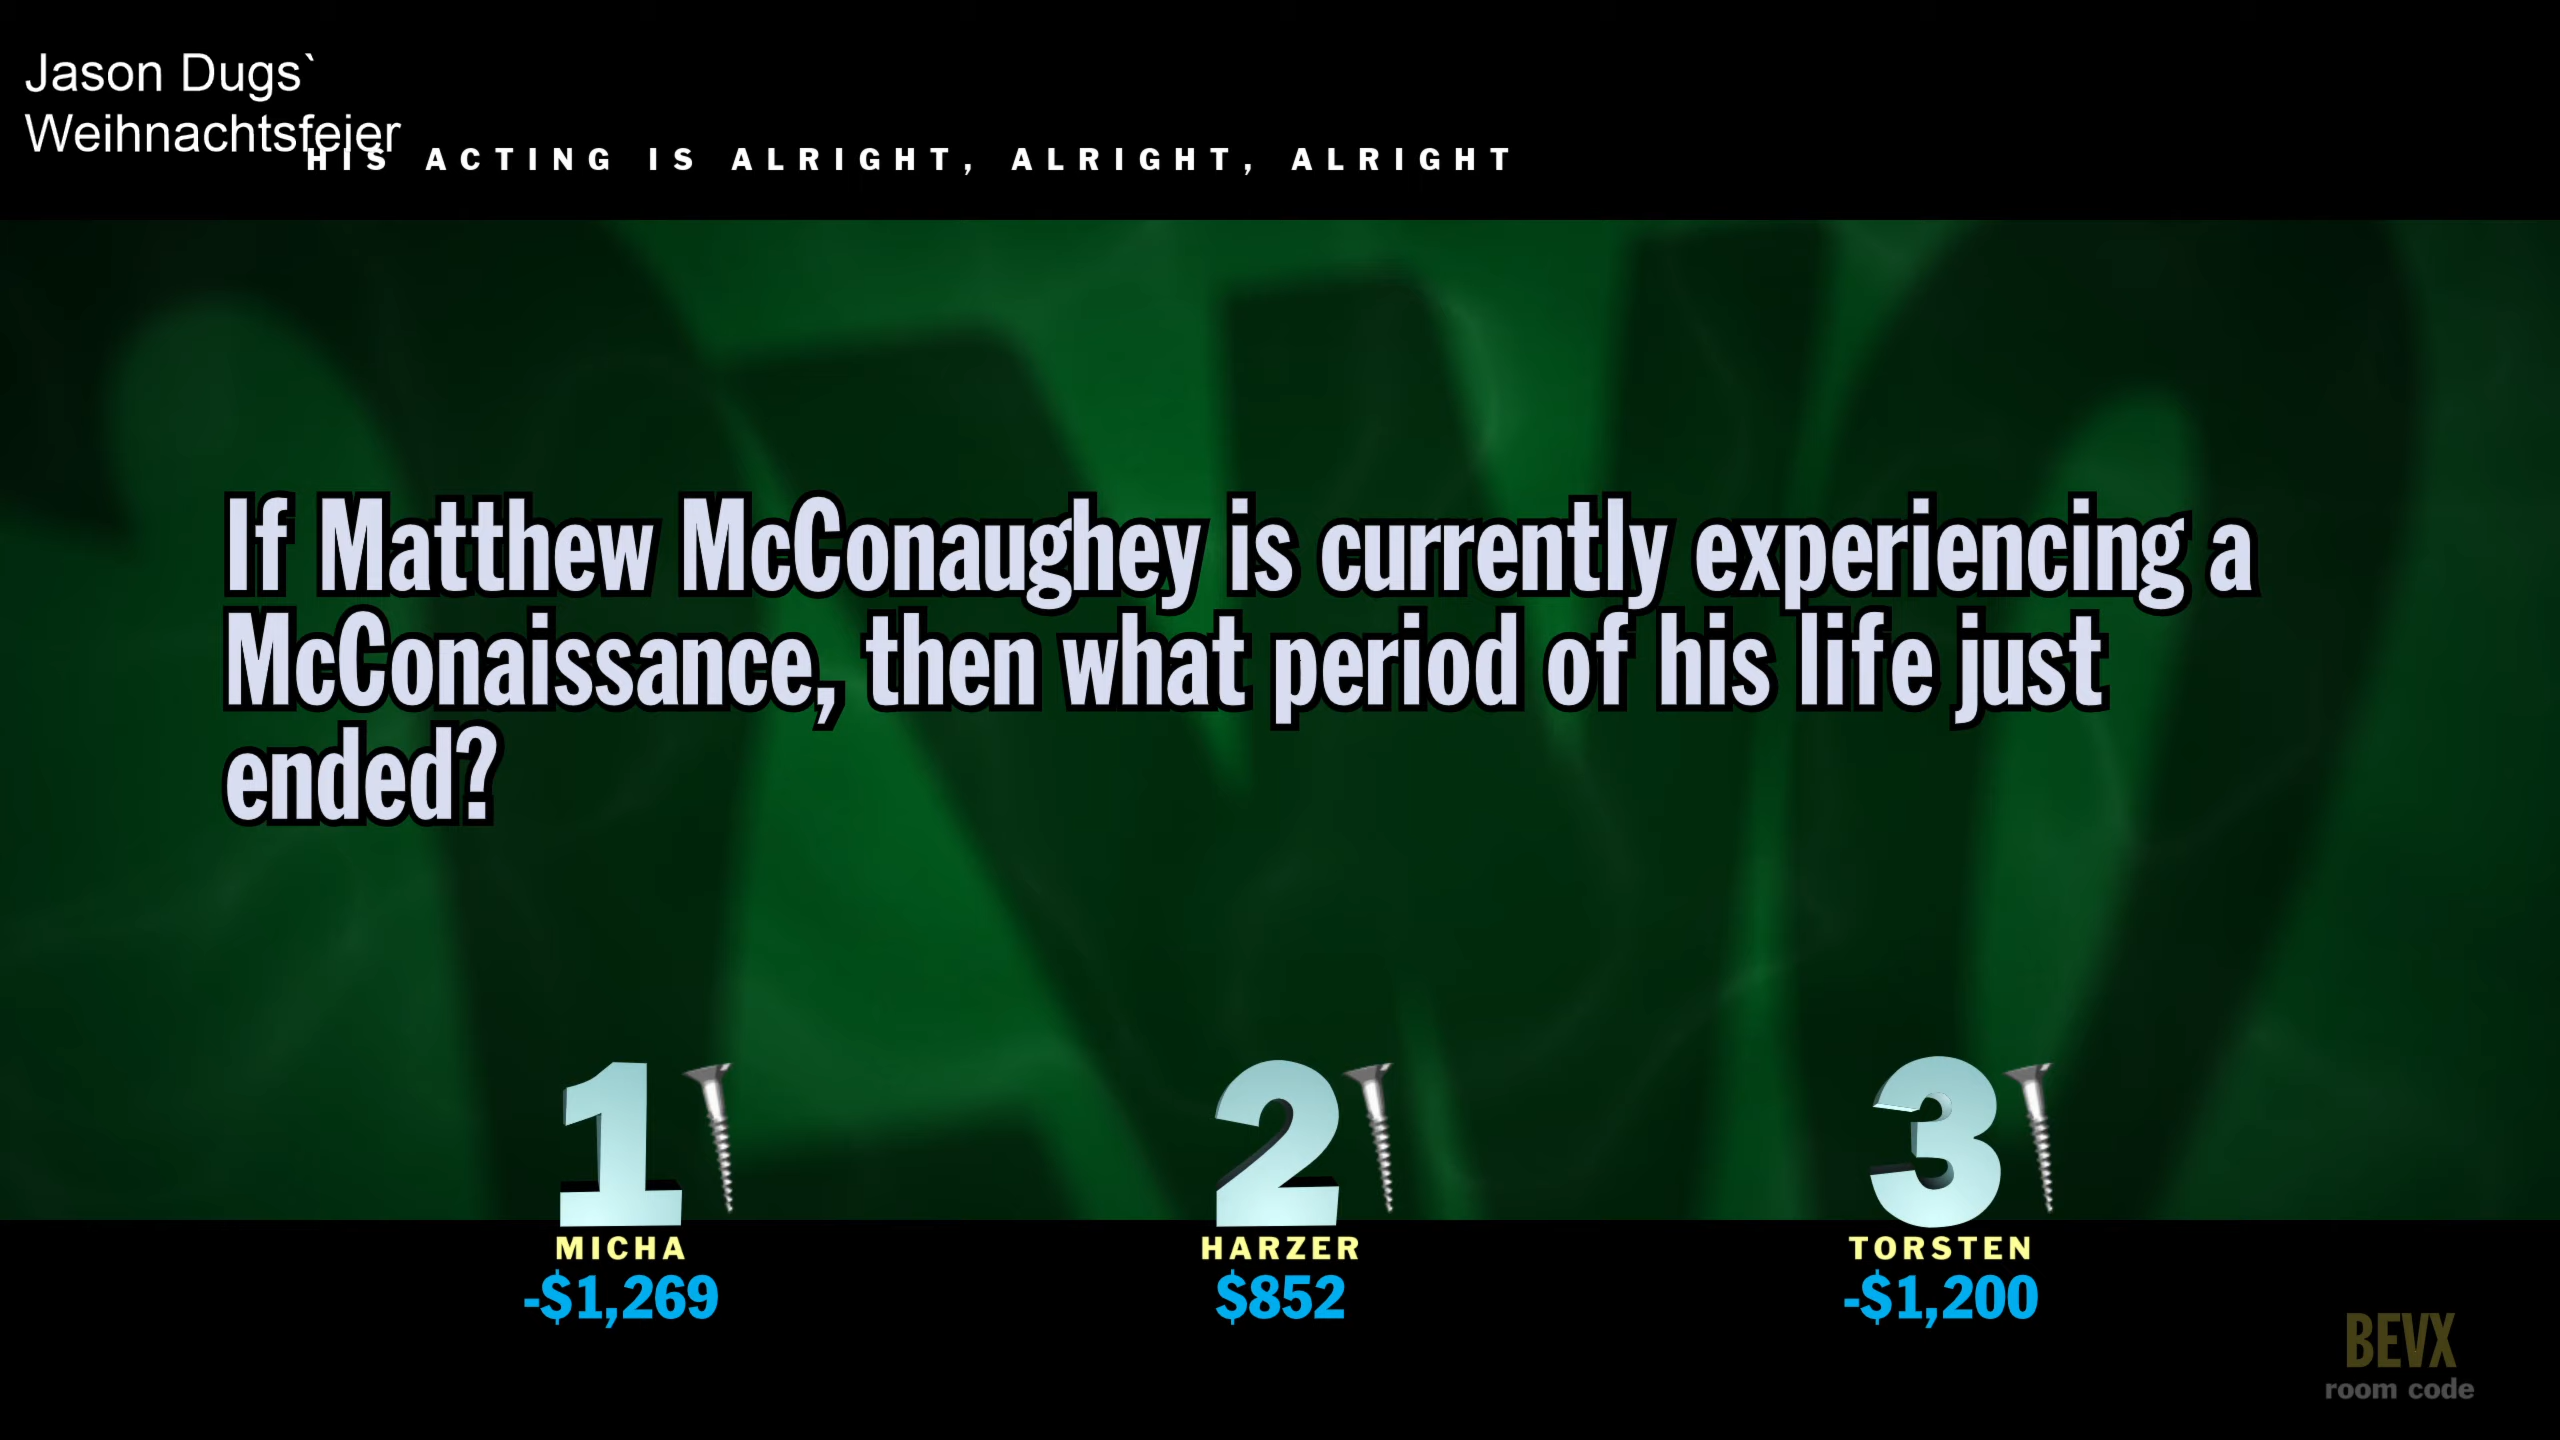 Jason Dugs`
Weihnachtsfeier
HIS ACTING IS ALRIGHT, ALRIGHT, ALRIGHT
If Matthew McConaughey is currently experiencing a
McConaissance, then what period of his life just
ended?
1 2 3
MICHA HARZER TORSTEN
-$1,269 $852 -$1,200
BEVX
room code